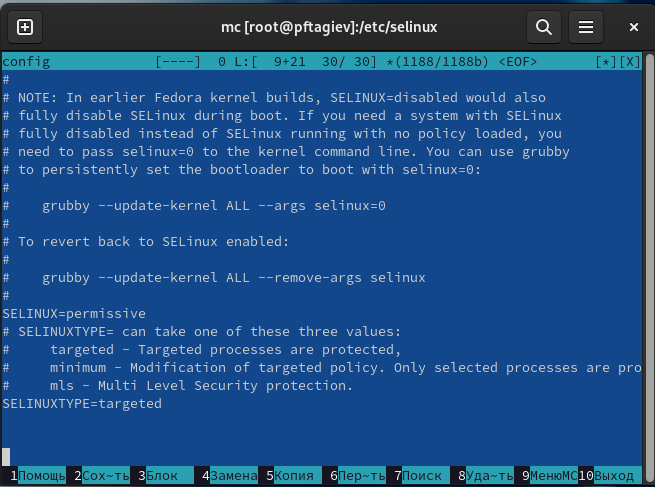 mc [root@pftagiev]:/etc/selinux
config [----] 0 L:[ 9+21 30/ 30] *(1188/1188b) <EOF> [*][X]
#
# NOTE: In earlier Fedora kernel builds, SELINUX=disabled would also
# fully disable SELinux during boot. If you need a system with SELinux
# fully disabled instead of SELinux running with no policy loaded, you
# need to pass selinux=0 to the kernel command line. You can use grubby
# to persistently set the bootloader to boot with selinux=0:
#
#    grubby --update-kernel ALL --args selinux=0
#
# To revert back to SELinux enabled:
#
#    grubby --update-kernel ALL --remove-args selinux
#
SELINUX=permissive
# SELINUXTYPE= can take one of these three values:
#     targeted - Targeted processes are protected,
#     minimum - Modification of targeted policy. Only selected processes are pro
#     mls - Multi Level Security protection.
SELINUXTYPE=targeted
1Помощь 2Сох~ть 3Блок 4Замена 5Копия 6Пер~ть 7Поиск 8Уда~ть 9МенюMC 10Выход